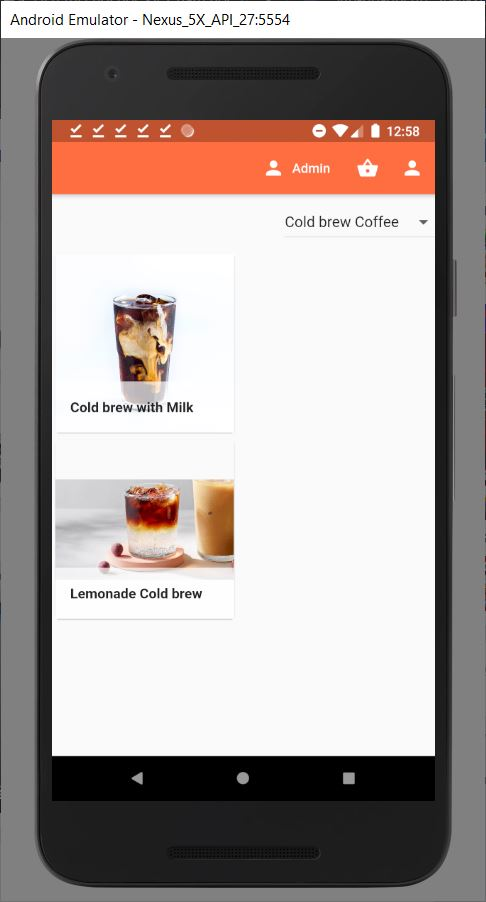 Android Emulator - Nexus_5X_API_27:5554
12:58
Admin
Cold brew Coffee
Cold brew with Milk
Lemonade Cold brew